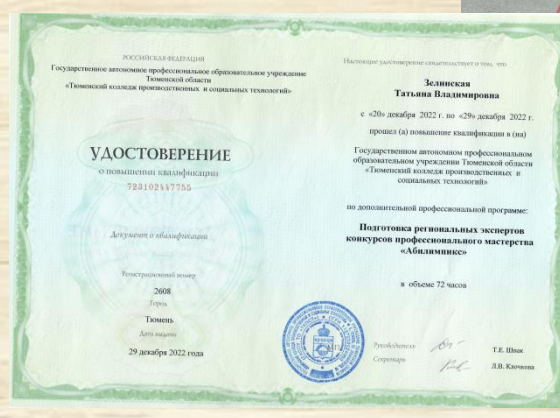 РОССИЙСКАЯ ФЕДЕРАЦИЯ
Государственное автономное профессиональное образовательное учреждение
Тюменской области
«Тюменский колледж производственных и социальных технологий»
УДОСТОВЕРЕНИЕ
о повышении квалификации
723102447755
Документ о квалификации
Регистрационный номер
2608
Город
Тюмень
Дата выдачи
29 декабря 2022 года
Настоящее удостоверение свидетельствует о том, что
Зелинская
Татьяна Владимировна
с «20» декабря 2022 г. по «29» декабря 2022 г.
прошел (а) повышение квалификации в (на)
Государственном автономном профессиональном
образовательном учреждении Тюменской области
«Тюменский колледж производственных и
социальных технологий»
по дополнительной профессиональной программе:
Подготовка региональных экспертов
конкурсов профессионального мастерства
«Абилимпикс»
в объеме 72 часов
Руководитель
Т.Е. Шпак
Секретарь
Л.В. Клочкова